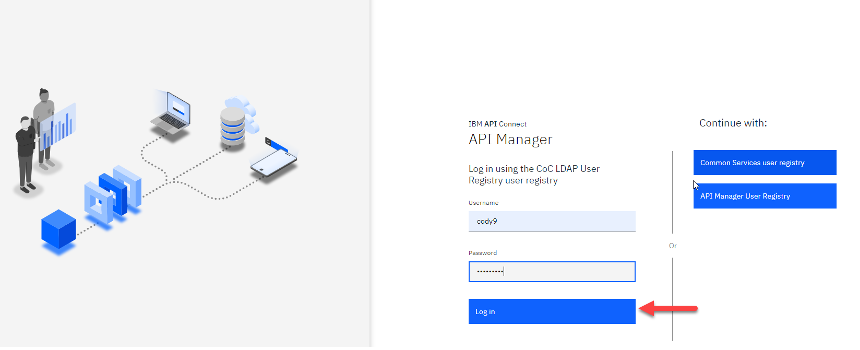 IBM API Connect
API Manager
Log in using the CoC LDAP User
Registry user registry
Username
ccdy9
Password
---------
Log in
Or
Continue with:
Common Services user registry
API Manager User Registry